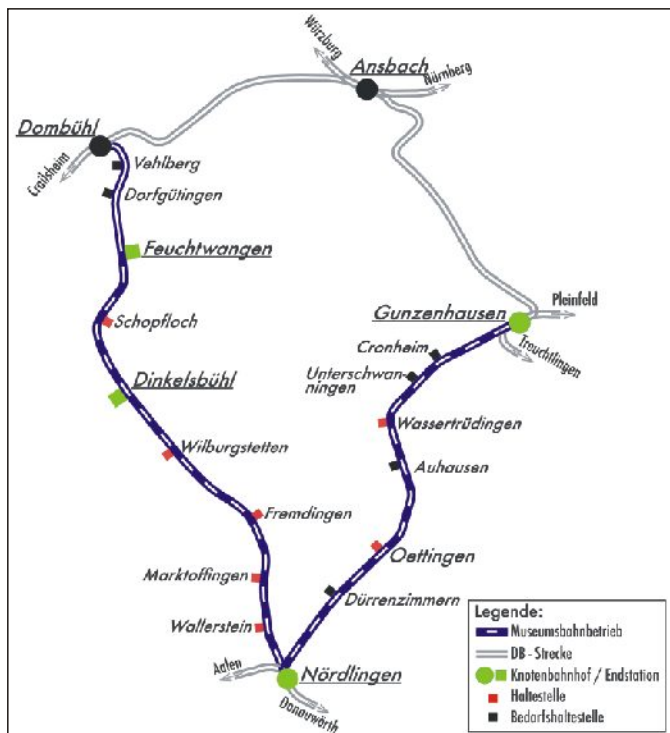 Würzburg
Ansbach
Nürnberg
Dombühl
Crailsheim
Vehlberg
Dorfgütingen
Feuchtwangen
Pleinfeld
Gunzenhausen
Schopfloch
Treuchtlingen
Cronheim
Unterschwan-
ningen
Dinkelsbühl
Wassertrüdingen
Wilburgstetten
Auhausen
Fremdingen
Oettingen
Marktoffingen
Dürrenzimmern
Wallerstein
Aalen
Nördlingen
Donauwörth
Legende:
Museumsbahnbetrieb
DB - Strecke
Knotenbahnhof / Endstation
Haltestelle
Bedarfshaltestelle